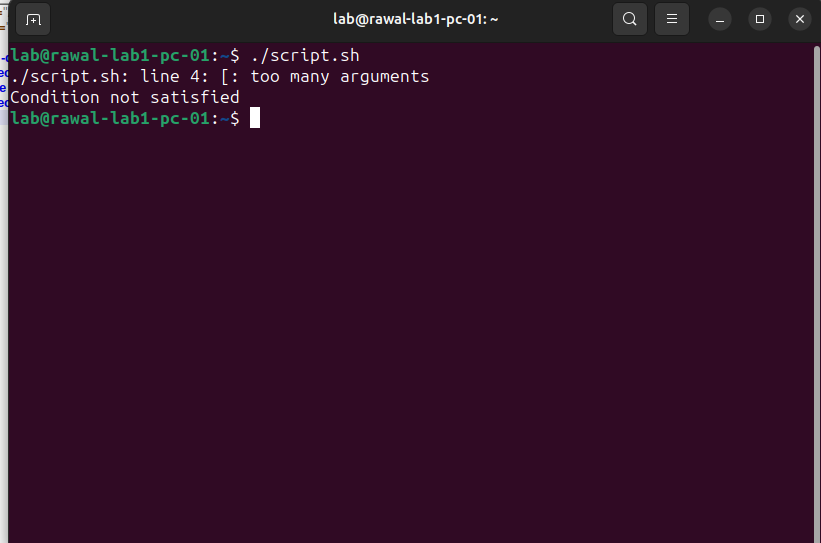 lab@rawal-lab1-pc-01: ~
lab@rawal-lab1-pc-01:~$ ./script.sh
./script.sh: line 4: [: too many arguments
Condition not satisfied
lab@rawal-lab1-pc-01:~$